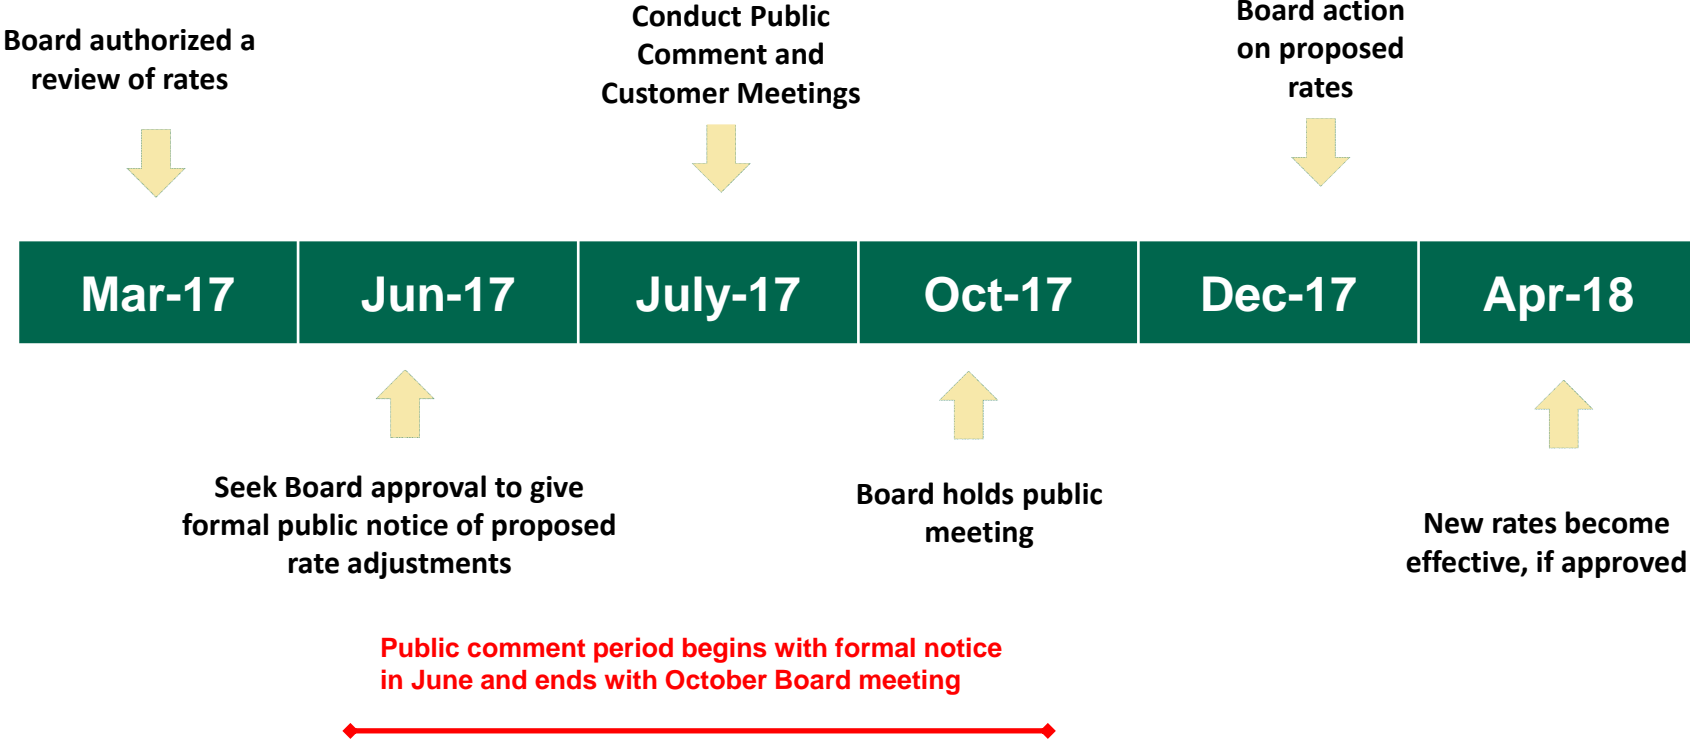 Board authorized a
review of rates
Conduct Public
Comment and
Customer Meetings
Board action
on proposed
rates
Mar-17
Jun-17
July-17
Oct-17
Dec-17
Apr-18
Seek Board approval to give
formal public notice of proposed
rate adjustments
Board holds public
meeting
New rates become
effective, if approved
Public comment period begins with formal notice
in June and ends with October Board meeting